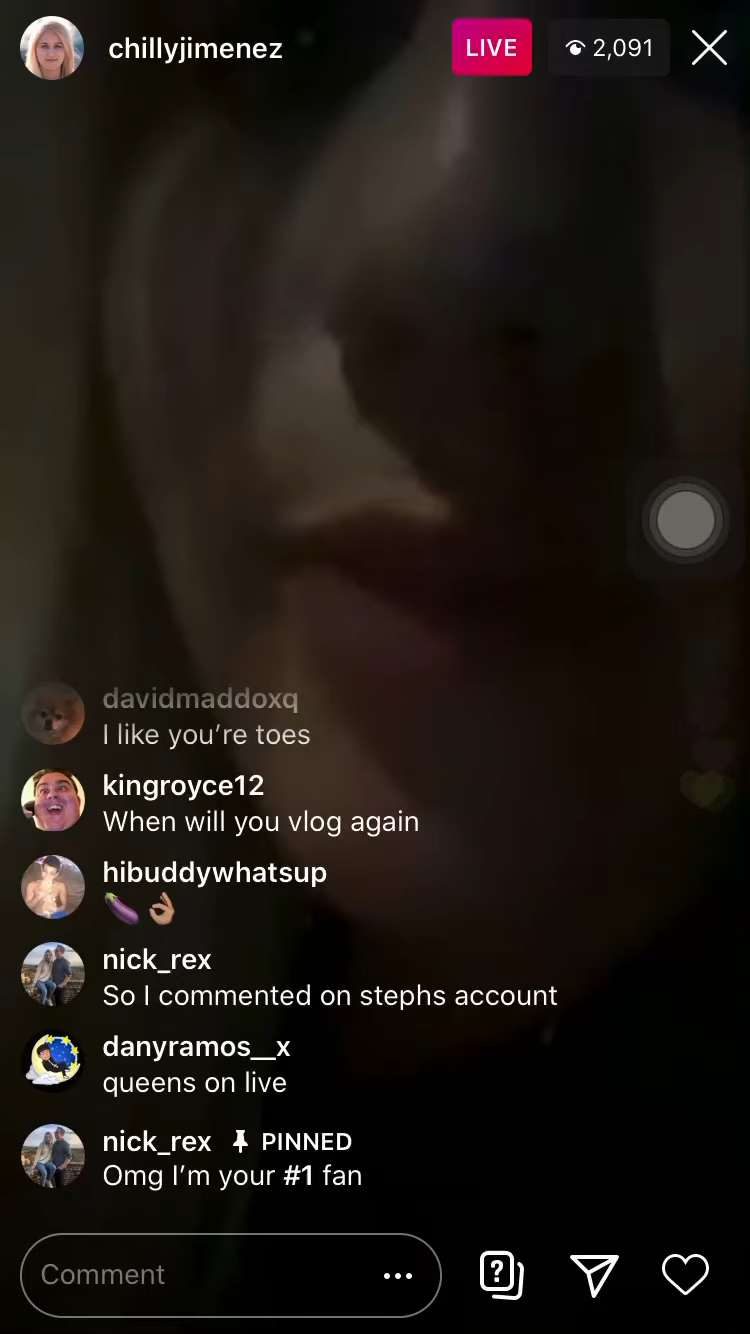 chillyjimenez LIVE 2,091
davidmaddoxq
I like you’re toes
kingroyce12
When will you vlog again
hibuddywhatsup
🍆 👌🏽
nick_rex
So I commented on stephs account
danyramos__x
queens on live
nick_rex PINNED
Omg I’m your #1 fan
Comment ... ?